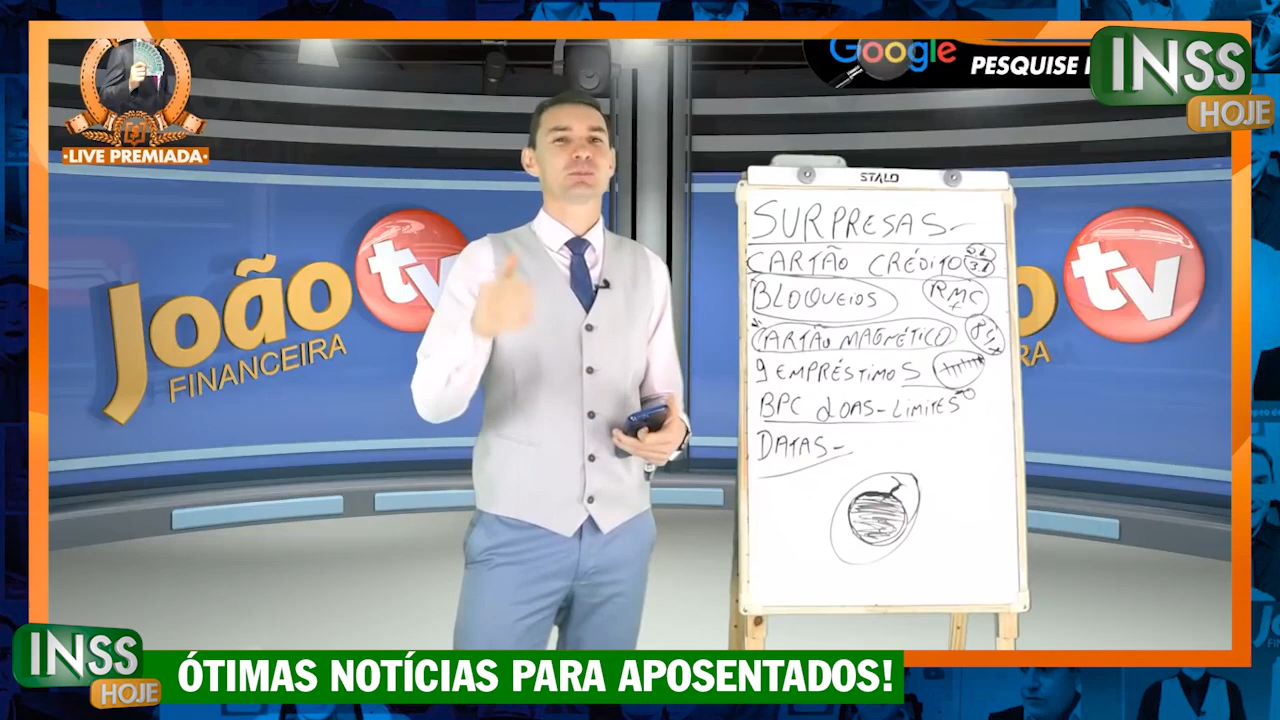 Google
PESQUISE
INSS
HOJE
LIVE PREMIADA
STALO
João
tv
FINANCEIRA
SURPRESAS-
CARTÃO CRÉDITO
BLOQUEIOS
RMC
CARTÃO MAGNÉTICO
9 EMPRÉSTIMOS
BPC LOAS-LIMITES
DATAS-
tv
INSS
HOJE
ÓTIMAS NOTÍCIAS PARA APOSENTADOS!